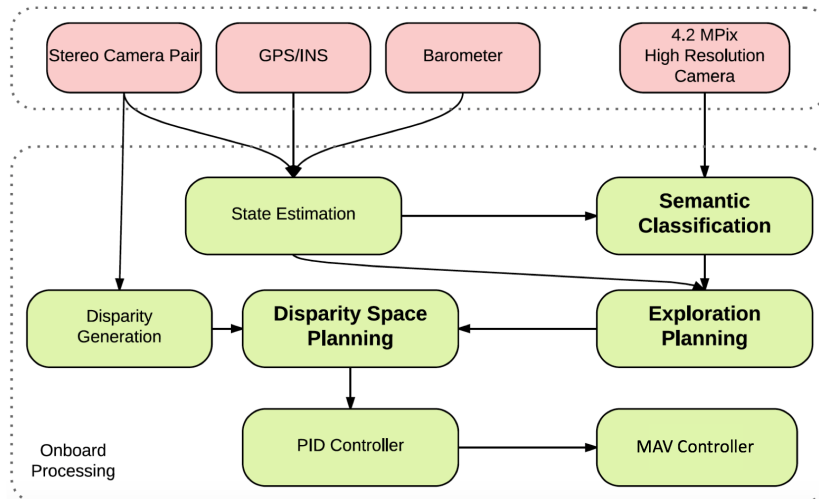 Stereo Camera Pair
GPS/INS
Barometer
4.2 MPix
High Resolution
Camera
State Estimation
Semantic
Classification
Disparity
Generation
Disparity Space
Planning
Exploration
Planning
PID Controller
MAV Controller
Onboard
Processing